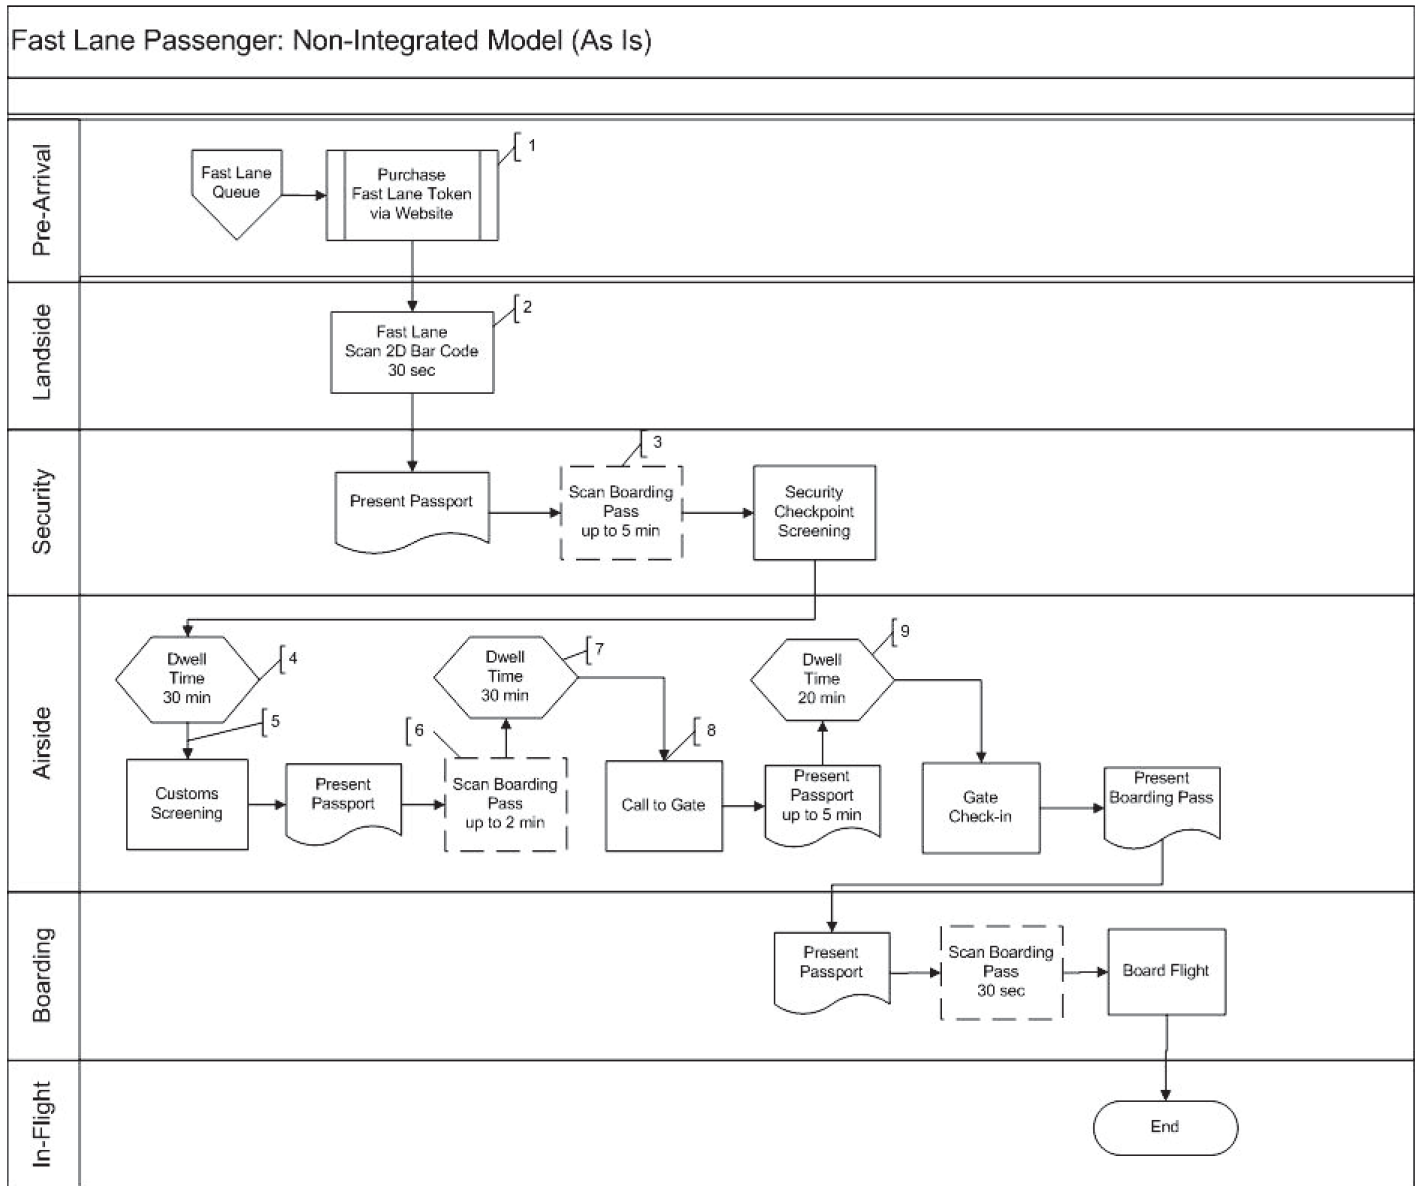 Fast Lane Passenger: Non-Integrated Model (As Is)
Pre-Arrival
Fast Lane
Queue
Purchase
Fast Lane Token
via Website
1
Landside
Fast Lane
Scan 2D Bar Code
30 sec
2
Security
Present Passport
Scan Boarding
Pass
up to 5 min
3
Security
Checkpoint
Screening
Airside
Dwell
Time
30 min
4
5
Customs
Screening
Present
Passport
6
Scan Boarding
Pass
up to 2 min
Dwell
Time
30 min
7
8
Call to Gate
Present
Passport
up to 5 min
Dwell
Time
20 min
9
Gate
Check-in
Present
Boarding Pass
Boarding
Present
Passport
Scan Boarding
Pass
30 sec
Board Flight
In-Flight
End